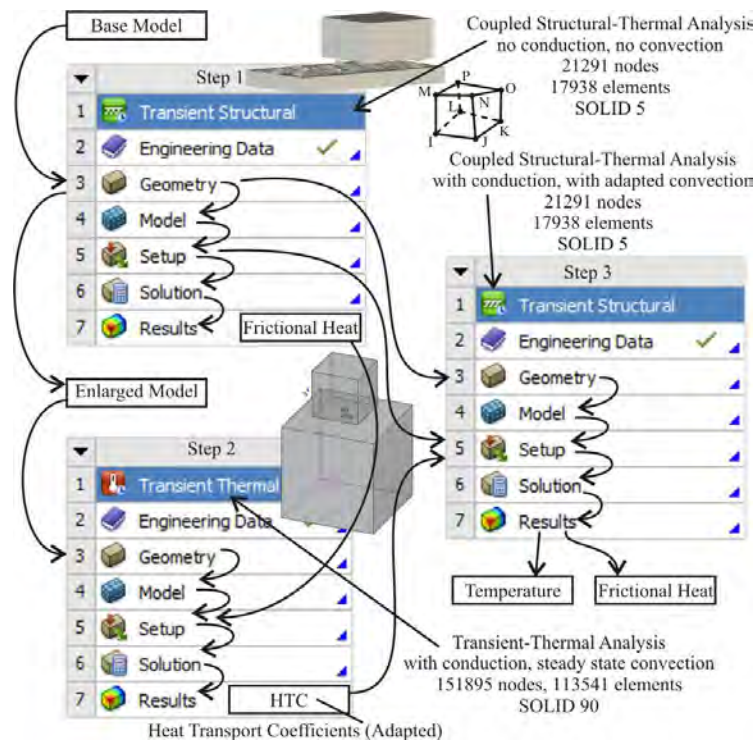 Base Model
Coupled Structural-Thermal Analysis
no conduction, no convection
21291 nodes
17938 elements
SOLID 5
Step 1
1 Transient Structural
2 Engineering Data
3 Geometry
4 Model
5 Setup
6 Solution
7 Results
P
M
O
L
N
K
I
J
Coupled Structural-Thermal Analysis
with conduction, with adapted convection
21291 nodes
17938 elements
SOLID 5
Frictional Heat
Enlarged Model
Step 3
1 Transient Structural
2 Engineering Data
3 Geometry
4 Model
5 Setup
6 Solution
7 Results
Temperature
Frictional Heat
Step 2
1 Transient Thermal
2 Engineering Data
3 Geometry
4 Model
5 Setup
6 Solution
7 Results
HTC
Heat Transport Coefficients (Adapted)
Transient-Thermal Analysis
with conduction, steady state convection
151895 nodes, 113541 elements
SOLID 90